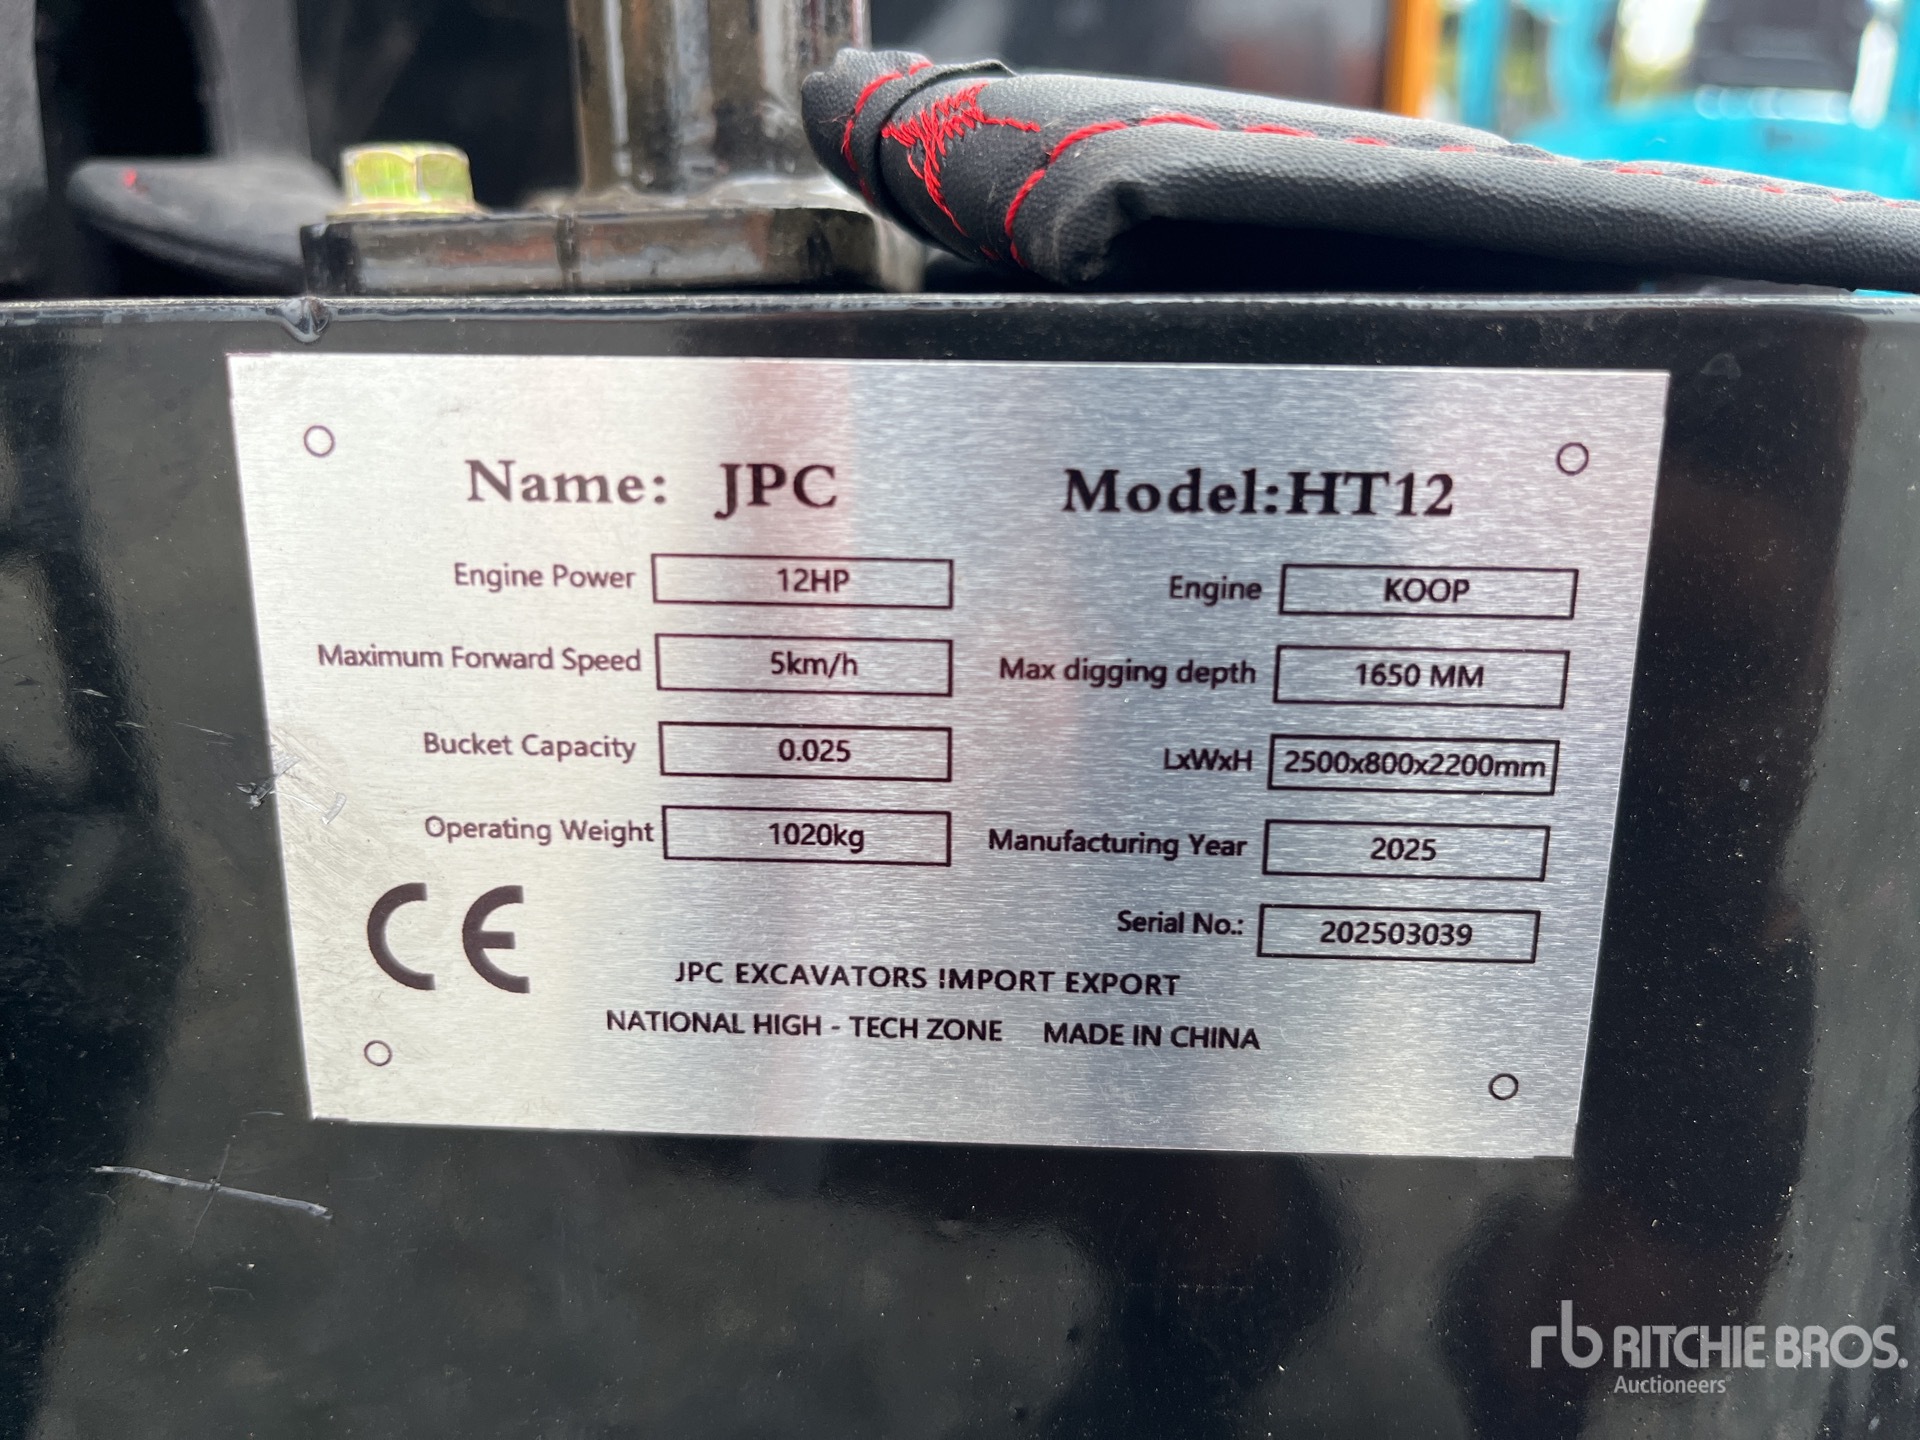 Name: JPC Model:HT12
Engine Power 12HP Engine KOOP
Maximum Forward Speed 5km/h Max digging depth 1650 MM
Bucket Capacity 0.025 LxWxH 2500x800x2200mm
Operating Weight 1020kg Manufacturing Year 2025
Serial No.: 202503039
CE
JPC EXCAVATORS IMPORT EXPORT
NATIONAL HIGH - TECH ZONE MADE IN CHINA
rb RITCHIE BROS.
Auctioneers